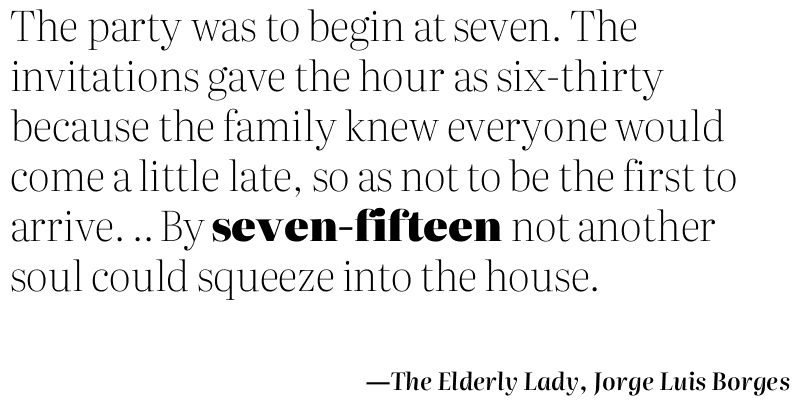 The party was to begin at seven. The
invitations gave the hour as six-thirty
because the family knew everyone would
come a little late, so as not to be the first to
arrive. .. By seven-fifteen not another
soul could squeeze into the house.
—The Elderly Lady, Jorge Luis Borges